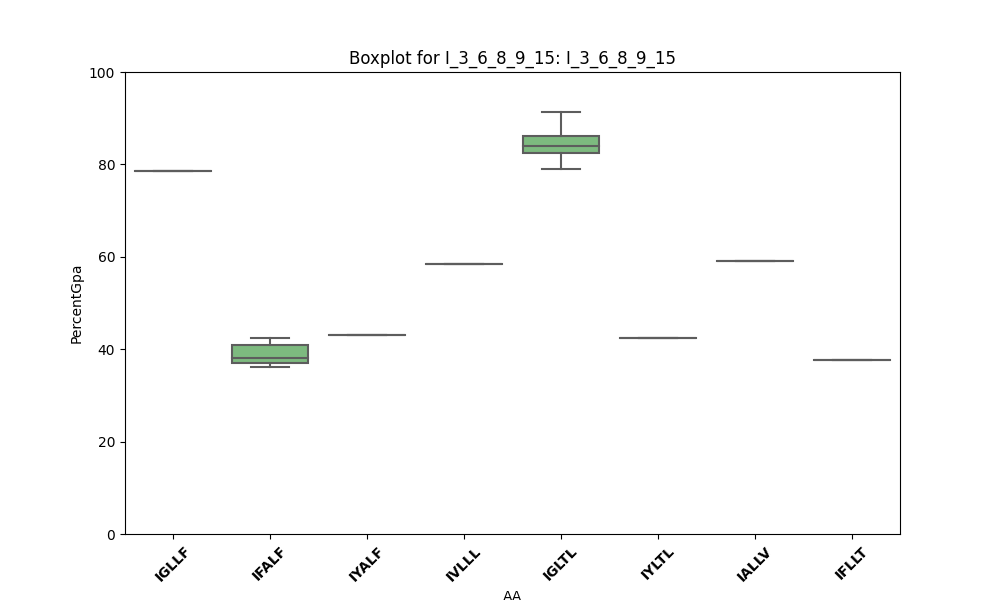 Boxplot for I_3_6_8_9_15: I_3_6_8_9_15
100
80
60
40
20
0
PercentGpa
IGLLF
IFALF
IYALF
IVLLL
IGLTL
IYLTL
IALLV
IFLLT
AA